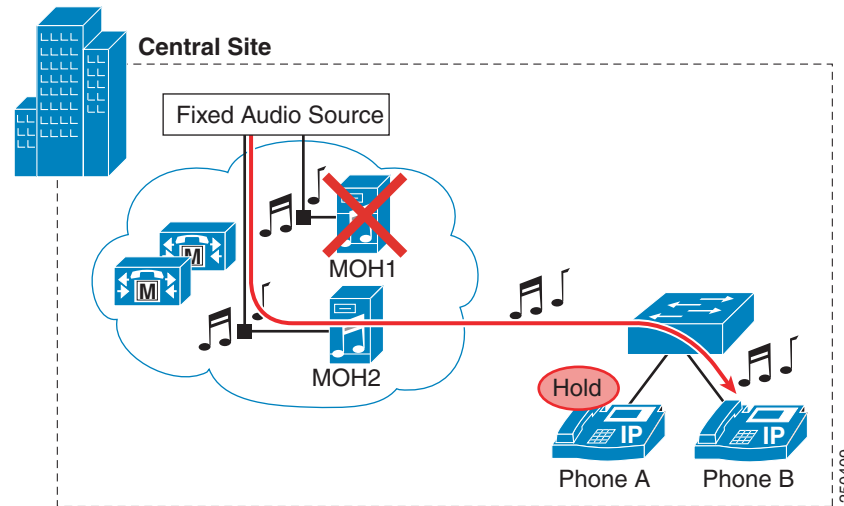 Central Site
Fixed Audio Source
MOH1
M
M
MOH2
Hold
IP
IP
Phone A
Phone B